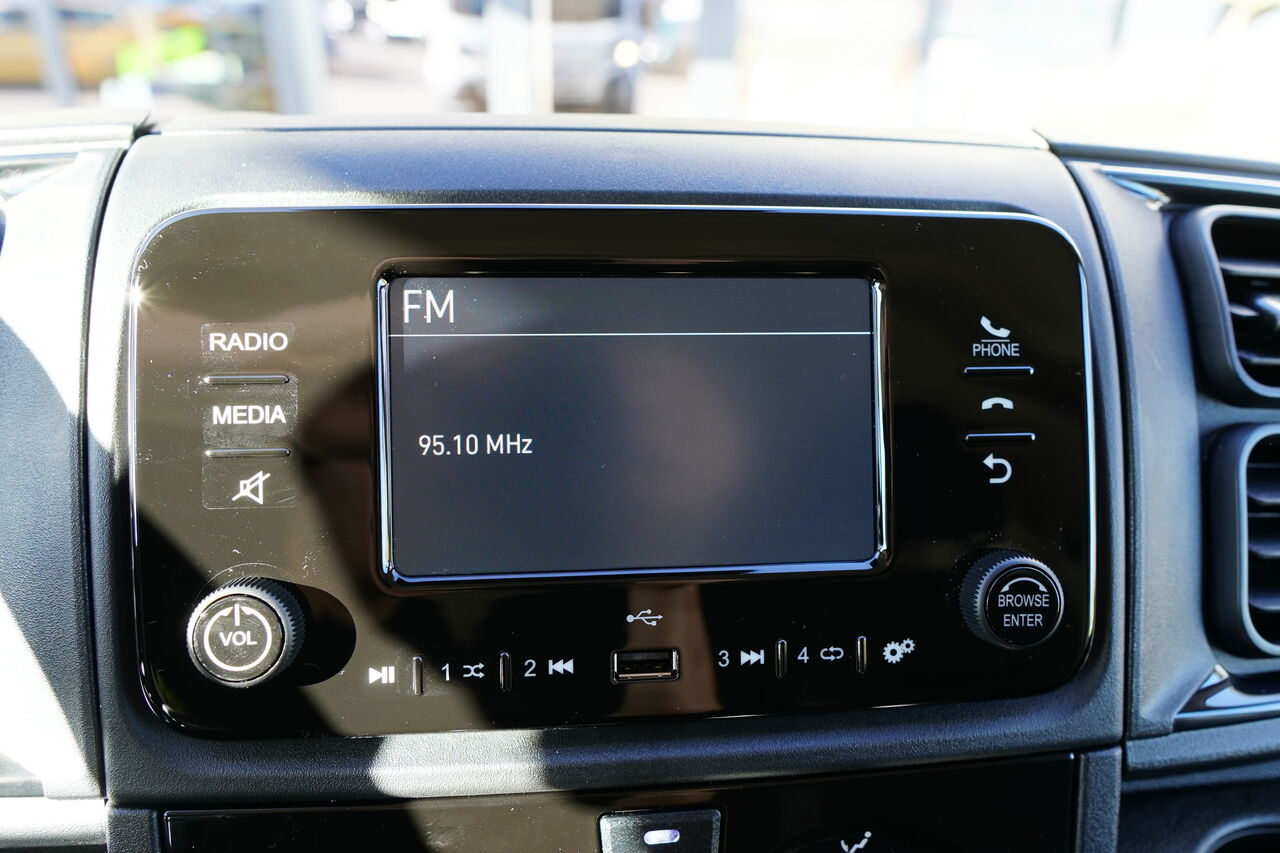 FM
95.10 MHz
RADIO
MEDIA
VOL
PHONE
BROWSE
ENTER
1
2
3
4